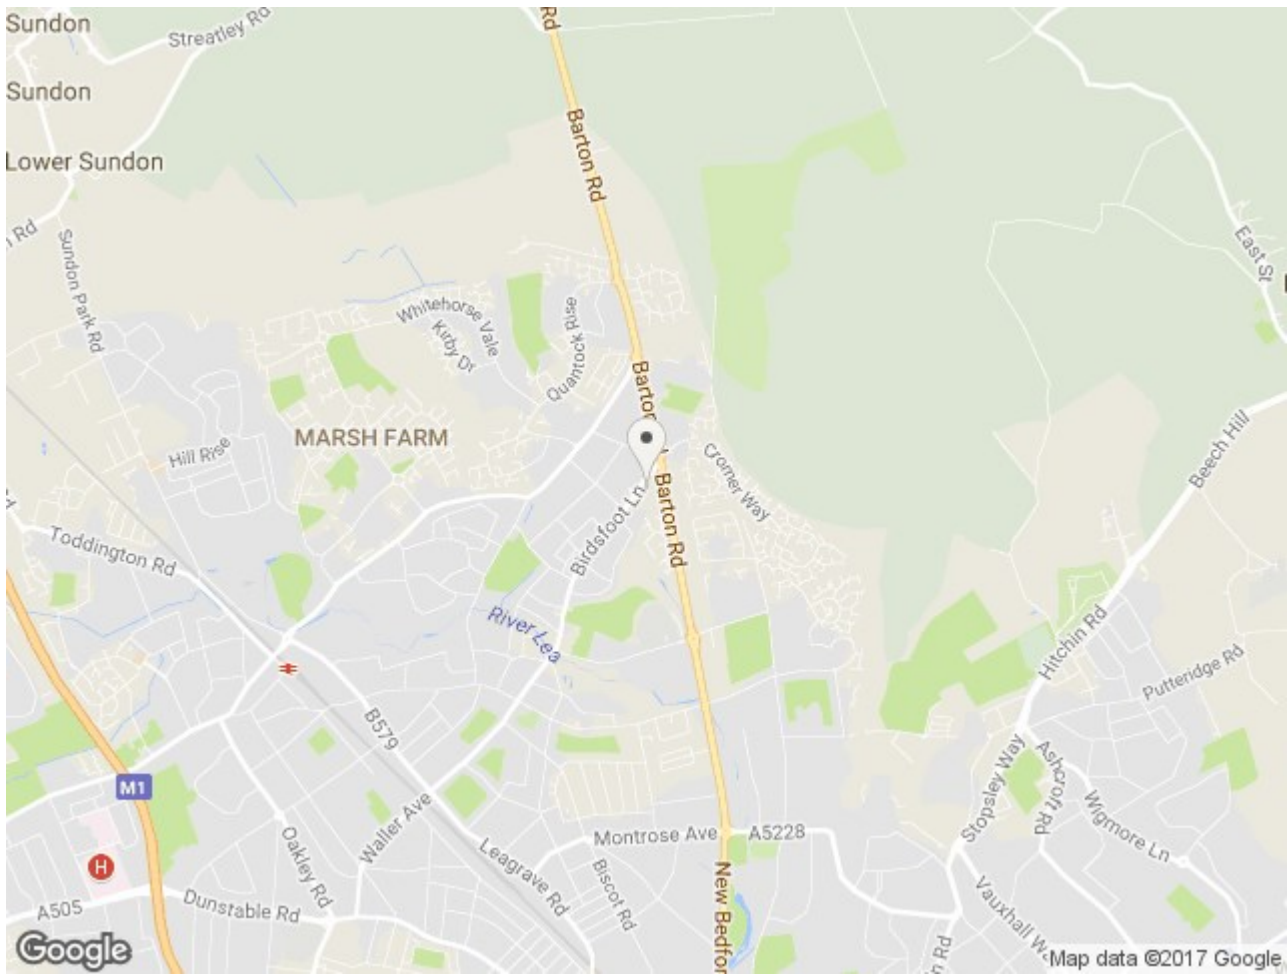 Sundon
Streatley Rd
Rd
Sundon
Barton Rd
Lower Sundon
Rd
East St
Sundon Park Rd
Whitehorse Vale
Kirby Dr
Quantock Rise
Barton
MARSH FARM
Hill Rise
Cromer Way
Beech Hill
Barton Rd
Birdsfoot Ln
Toddington Rd
River Lea
Hitchin Rd
Putteridge Rd
B579
M1
Stopsley Way
Ashcroft Rd
Wigmore Ln
Waller Ave
Oakley Rd
Leagrave Rd
Montrose Ave
A5228
Biscot Rd
H
New Bedfor
Vauxhall W
A505
Dunstable Rd
n Rd
Google
Map data ©2017 Google